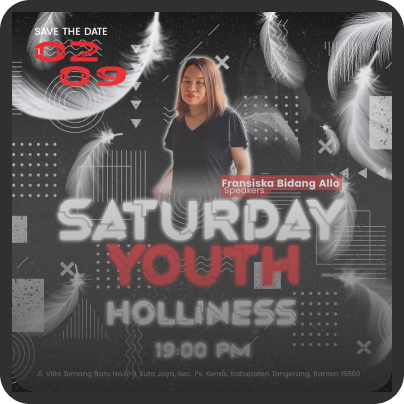 SAVE THE DATE
02
09
Fransiska Bidang Allo
Speakers
SATURDAY
YOUTH
HOLLINESS
19:00 PM
Jl. Villa Tomang Baru No.6-9, Kuta Jaya, Kec. Ps. Kemis, Kabupaten Tangerang, Banten 15560